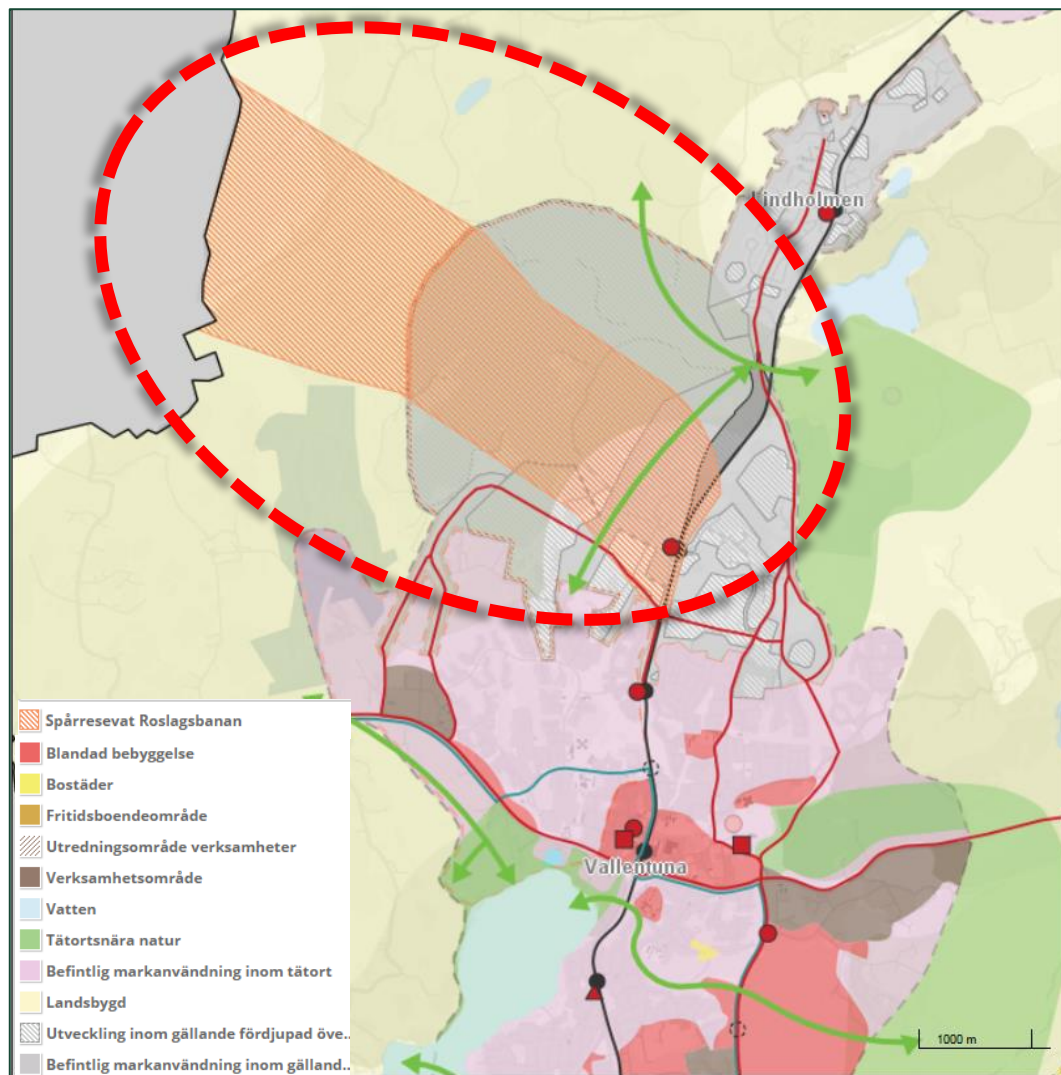 Lindholmen
Vallentuna
Spårresevat Roslagsbanan
Blandad bebyggelse
Bostäder
Fritidsboendeområde
Utredningsområde verksamheter
Verksamhetsområde
Vatten
Tätortsnära natur
Befintlig markanvändning inom tätort
Landsbygd
Utveckling inom gällande fördjupad öve..
Befintlig markanvändning inom gälland..
1000 m